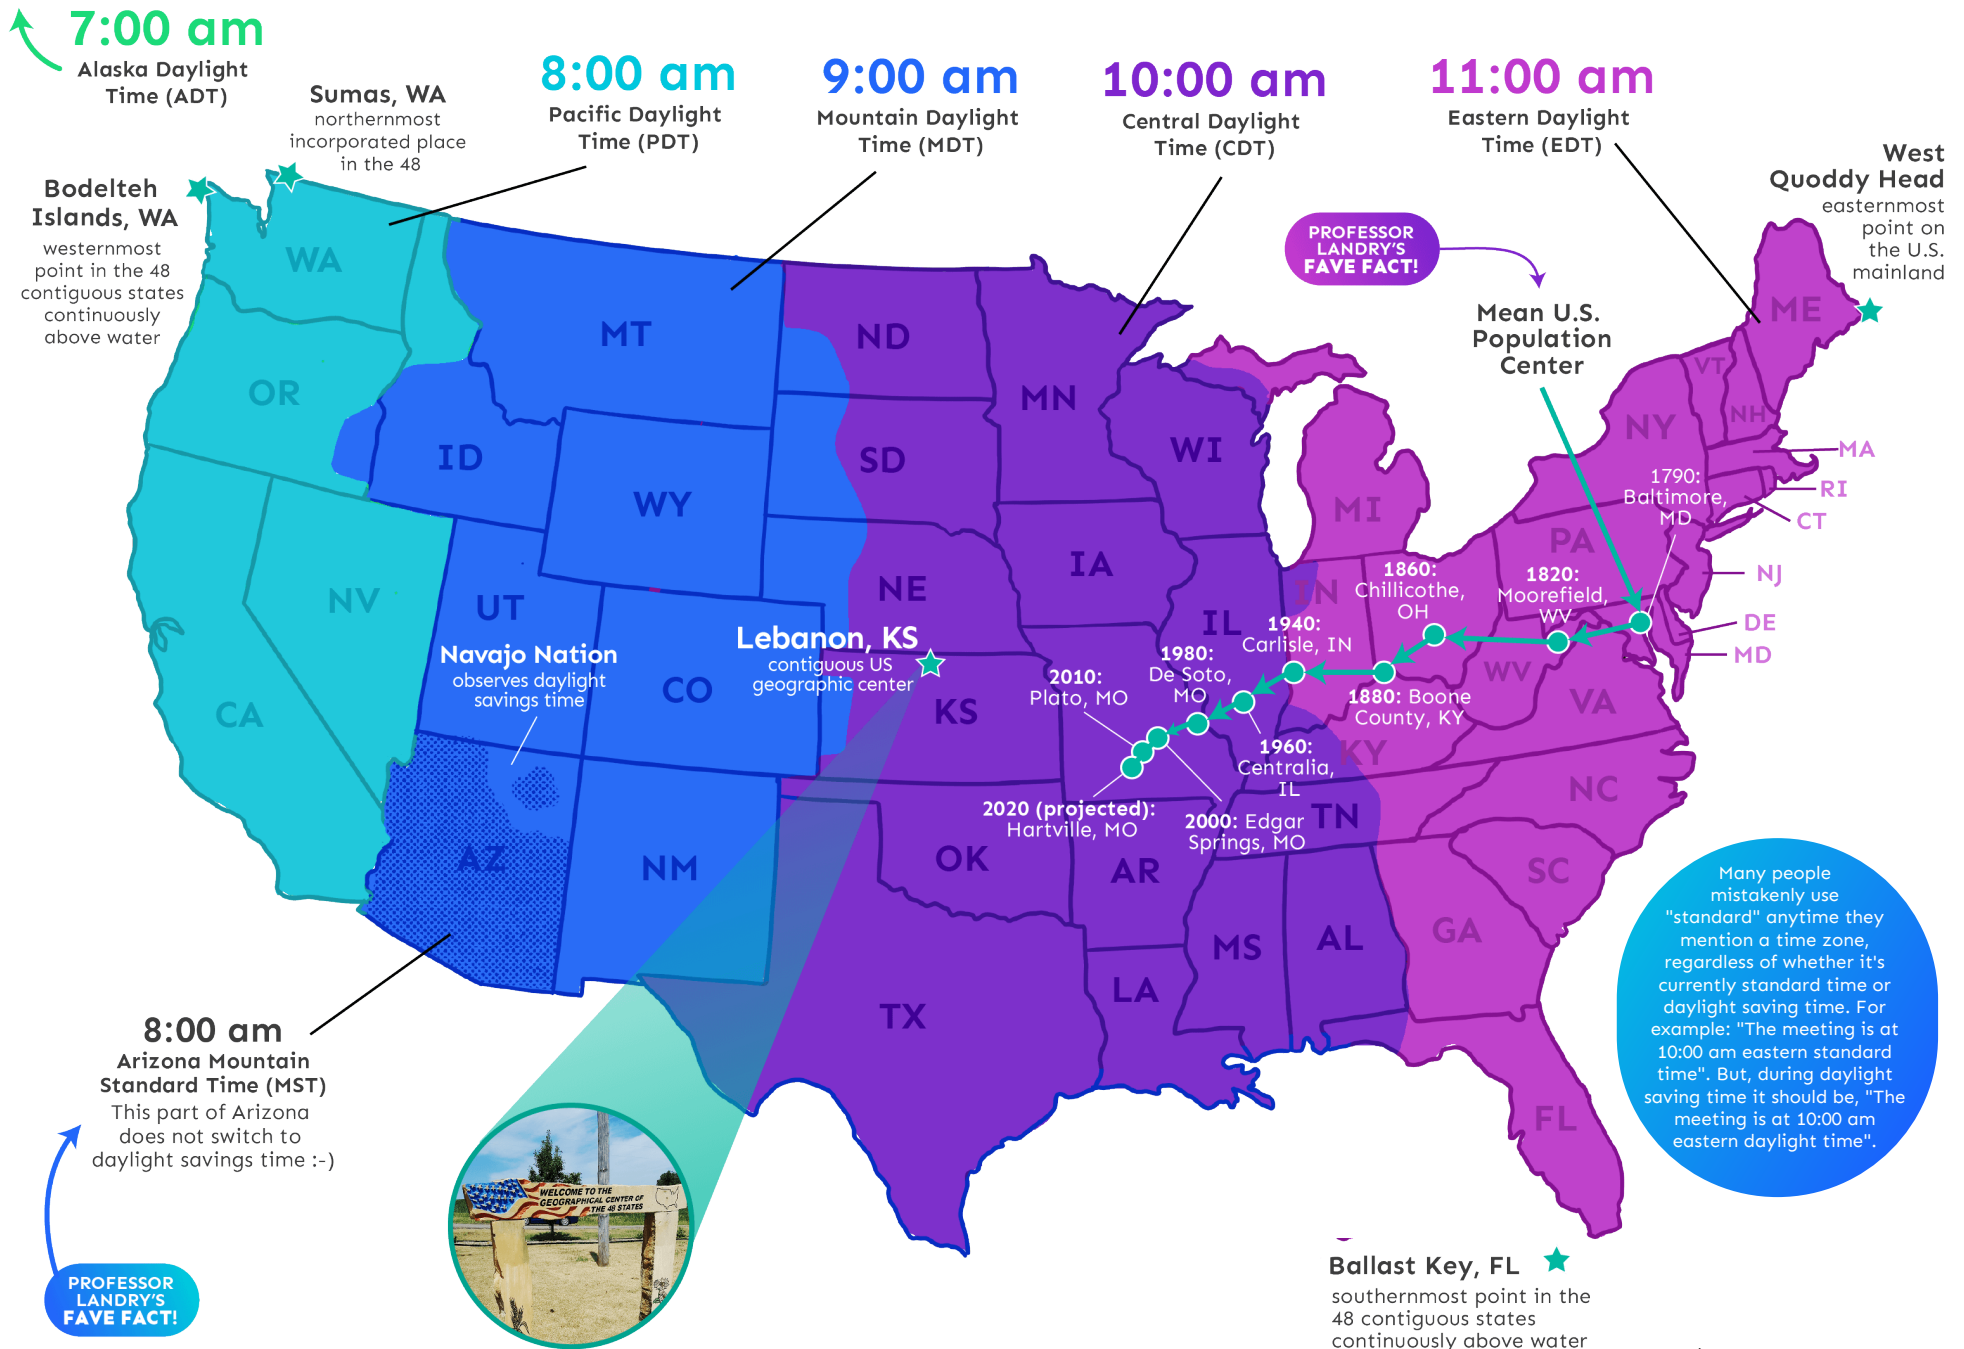 7:00 am
Alaska Daylight
Time (ADT)
Sumas, WA
northernmost
incorporated place
in the 48
8:00 am
Pacific Daylight
Time (PDT)
9:00 am
Mountain Daylight
Time (MDT)
10:00 am
Central Daylight
Time (CDT)
11:00 am
Eastern Daylight
Time (EDT)
West
Quoddy Head
easternmost
point on
the U.S.
mainland
Bodelteh
Islands, WA
westernmost
point in the 48
contiguous states
continuously
above water
PROFESSOR
LANDRY'S
FAVE FACT!
Mean U.S.
Population
Center
WA
OR
CA
NV
ID
MT
WY
UT
CO
AZ
NM
ND
SD
NE
KS
OK
TX
MN
IA
AR
LA
WI
IL
MS
AL
TN
KY
IN
MI
WV
VA
NC
SC
GA
FL
PA
NY
VT
NH
ME
MA
RI
CT
NJ
DE
MD
Navajo Nation
observes daylight
savings time
Lebanon, KS
contiguous US
geographic center
1790:
Baltimore,
MD
1820:
Moorefield,
WV
1860:
Chillicothe,
OH
1880: Boone
County, KY
1940:
Carlisle, IN
1960:
Centralia,
IL
1980:
De Soto,
MO
2000: Edgar
Springs, MO
2010:
Plato, MO
2020 (projected):
Hartville, MO
8:00 am
Arizona Mountain
Standard Time (MST)
This part of Arizona
does not switch to
daylight savings time :-)
PROFESSOR
LANDRY'S
FAVE FACT!
WELCOME TO THE
GEOGRAPHICAL CENTER OF
THE 48 STATES
Many people
mistakenly use
"standard" anytime they
mention a time zone,
regardless of whether it's
currently standard time or
daylight saving time. For
example: "The meeting is at
10:00 am eastern standard
time". But, during daylight
saving time it should be, "The
meeting is at 10:00 am
eastern daylight time".
Ballast Key, FL
southernmost point in the
48 contiguous states
continuously above water